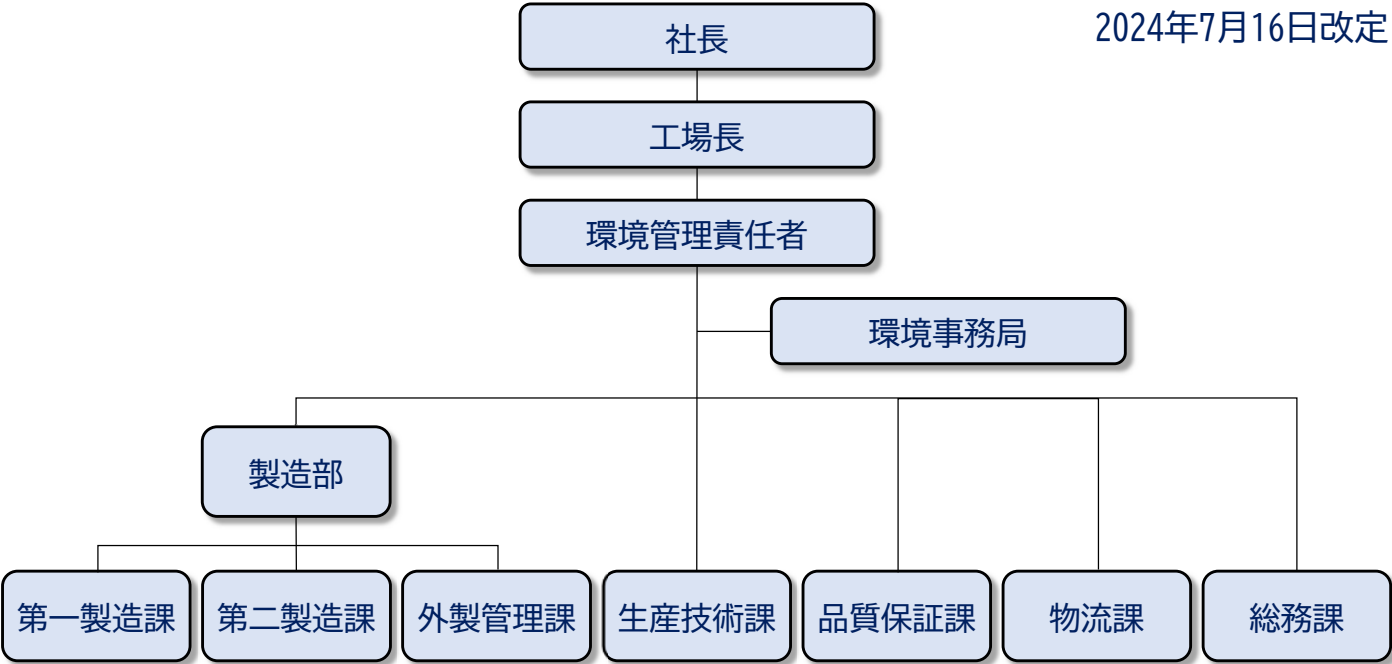 2024年7月16日改定
社長
工場長
環境管理責任者
環境事務局
製造部
第一製造課
第二製造課
外製管理課
生産技術課
品質保証課
物流課
総務課